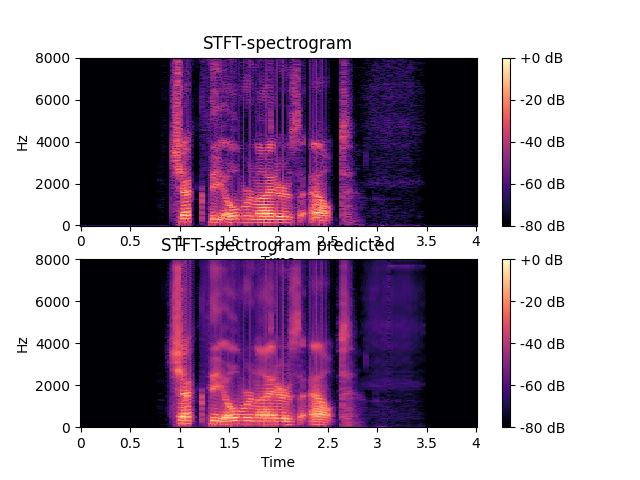 STFT-spectrogram
8000
6000
4000
2000
0
Hz
0 0.5 1 1.5 2 2.5 3 3.5 4
Time
+0 dB
-20 dB
-40 dB
-60 dB
-80 dB
STFT-spectrogram predicted
8000
6000
4000
2000
0
Hz
0 0.5 1 1.5 2 2.5 3 3.5 4
Time
+0 dB
-20 dB
-40 dB
-60 dB
-80 dB